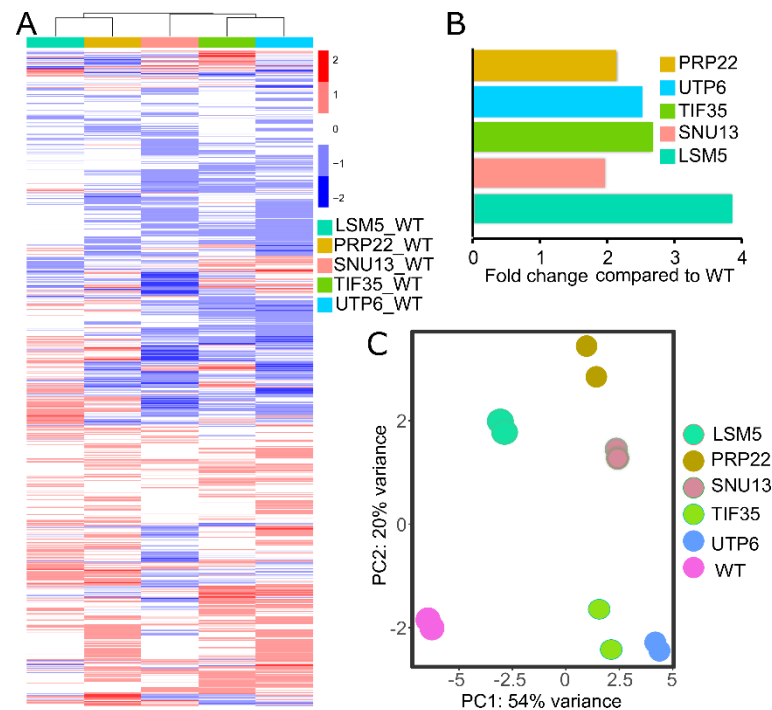 A
2
1
0
−1
−2
LSM5_WT
PRP22_WT
SNU13_WT
TIF35_WT
UTP6_WT
B
PRP22
UTP6
TIF35
SNU13
LSM5
0 1 2 3 4
Fold change compared to WT
C
2
0
-2
PC2: 20% variance
-5 -2.5 0 2.5 5
PC1: 54% variance
LSM5
PRP22
SNU13
TIF35
UTP6
WT